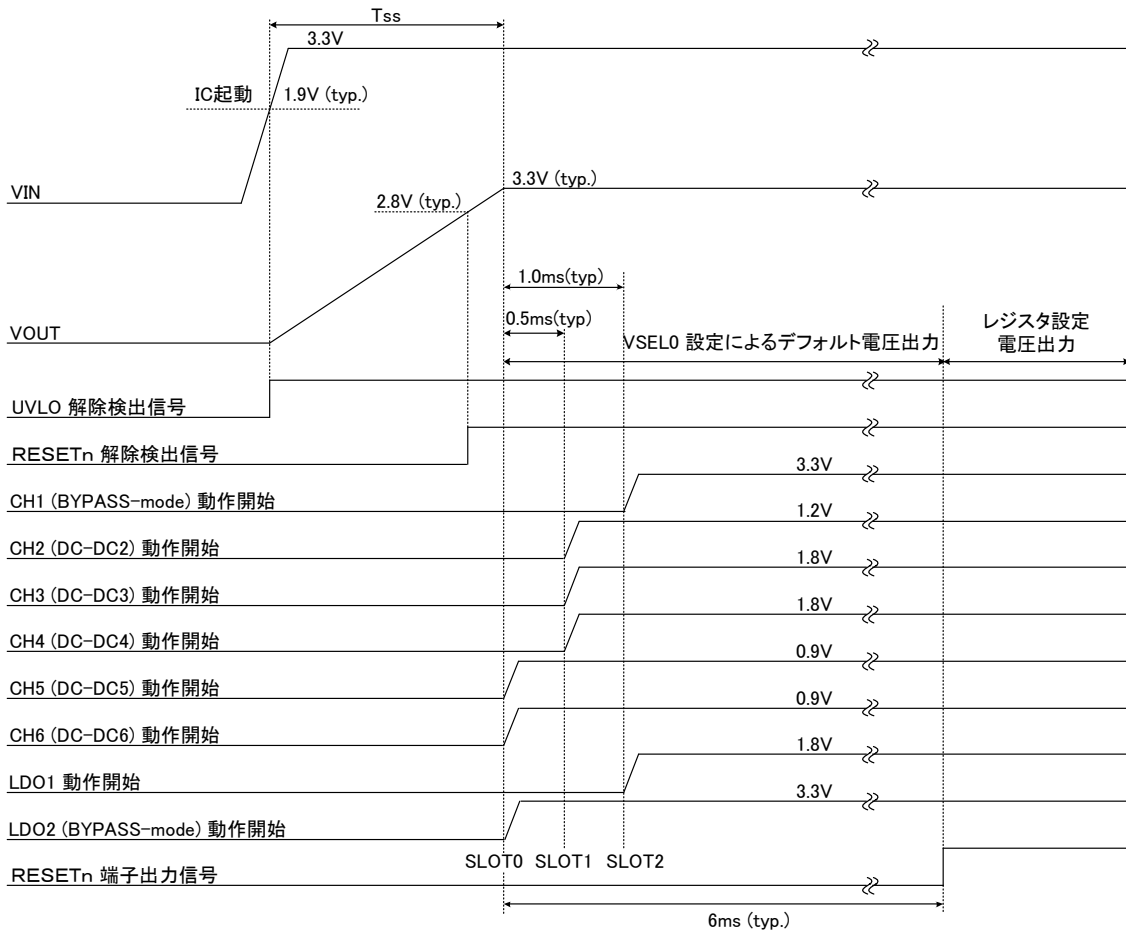 Tss
3.3V
IC起動
1.9V (typ.)
VIN
3.3V (typ.)
2.8V (typ.)
1.0ms(typ)
0.5ms(typ)
VOUT
VSEL0 設定によるデフォルト電圧出力
レジスタ設定
電圧出力
UVLO 解除検出信号
RESETn 解除検出信号
3.3V
CH1 (BYPASS-mode) 動作開始
1.2V
CH2 (DC-DC2) 動作開始
1.8V
CH3 (DC-DC3) 動作開始
1.8V
CH4 (DC-DC4) 動作開始
0.9V
CH5 (DC-DC5) 動作開始
0.9V
CH6 (DC-DC6) 動作開始
1.8V
LDO1 動作開始
3.3V
LDO2 (BYPASS-mode) 動作開始
SLOT0 SLOT1 SLOT2
RESETn 端子出力信号
6ms (typ.)